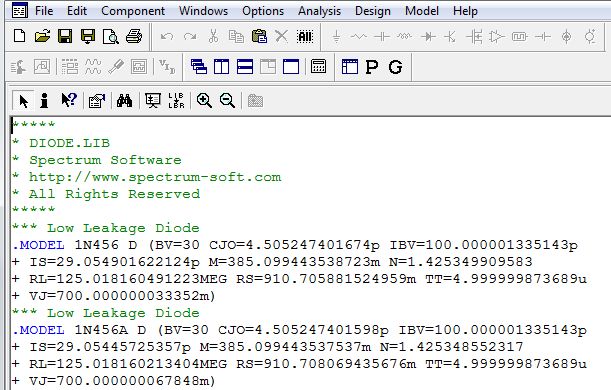 File Edit Component Windows Options Analysis Design Model Help
V I D
P G
L I B
LBR
*****
* DIODE.LIB
* Spectrum Software
* http://www.spectrum-soft.com
* All Rights Reserved
*****
*** Low Leakage Diode
.MODEL 1N456 D (BV=30 CJO=4.505247401674p IBV=100.000001335143p
+ IS=29.054901622124p M=385.099443538723m N=1.425349909583
+ RL=125.018160491223MEG RS=910.705881524959m TT=4.999999873689u
+ VJ=700.000000033352m)
*** Low Leakage Diode
.MODEL 1N456A D (BV=30 CJO=4.505247401598p IBV=100.000001335143p
+ IS=29.05445725357p M=385.099443537537m N=1.425348552317
+ RL=125.018160213404MEG RS=910.708069435676m TT=4.999999873689u
+ VJ=700.000000067848m)